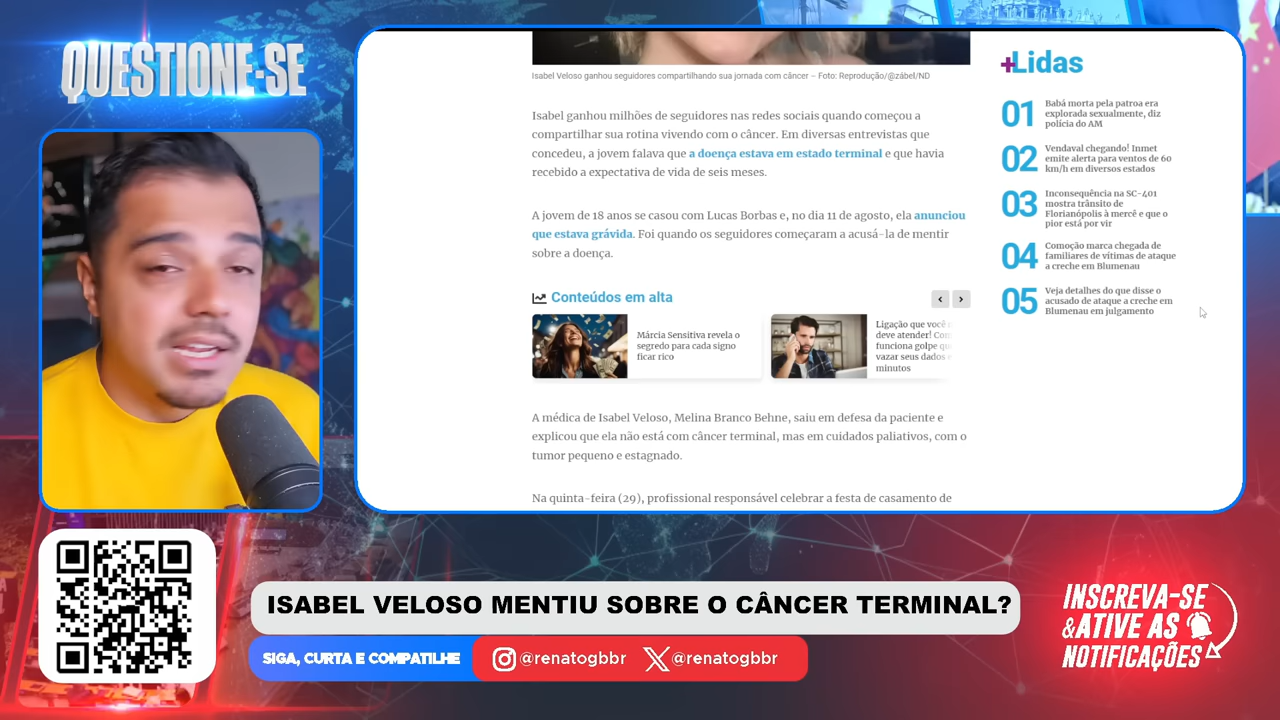 QUESTIONE-SE
Isabel Veloso ganhou seguidores compartilhando sua jornada com câncer – Foto: Reprodução/@zábel/ND
Isabel ganhou milhões de seguidores nas redes sociais quando começou a
compartilhar sua rotina vivendo com o câncer. Em diversas entrevistas que
concedeu, a jovem falava que a doença estava em estado terminal e que havia
recebido a expectativa de vida de seis meses.
A jovem de 18 anos se casou com Lucas Borbas e, no dia 11 de agosto, ela anunciou
que estava grávida. Foi quando os seguidores começaram a acusá-la de mentir
sobre a doença.
Conteúdos em alta
Márcia Sensitiva revela o
segredo para cada signo
ficar rico
Ligação que você
deve atender!
funciona golpe
vazar seus dados
minutos
A médica de Isabel Veloso, Melina Branco Behne, saiu em defesa da paciente e
explicou que ela não está com câncer terminal, mas em cuidados paliativos, com o
tumor pequeno e estagnado.
Na quinta-feira (29), profissional responsável celebrar a festa de casamento de
+Lidas
01 Babá morta pela patroa era
explorada sexualmente, diz
polícia do AM
02 Vendaval chegando! Inmet
emite alerta para ventos de 60
km/h em diversos estados
03 Inconsequência na SC-401
mostra trânsito de
Florianópolis à mercê e que o
pior está por vir
04 Comoção marca chegada de
familiares de vítimas de ataque
a creche em Blumenau
05 Veja detalhes do que disse o
acusado de ataque a creche em
Blumenau em julgamento
ISABEL VELOSO MENTIU SOBRE O CÂNCER TERMINAL?
SIGA, CURTA E COMPATILHE
@renatogbbr
@renatogbbr
INSCREVA-SE
&ATIVE AS
NOTIFICAÇÕES